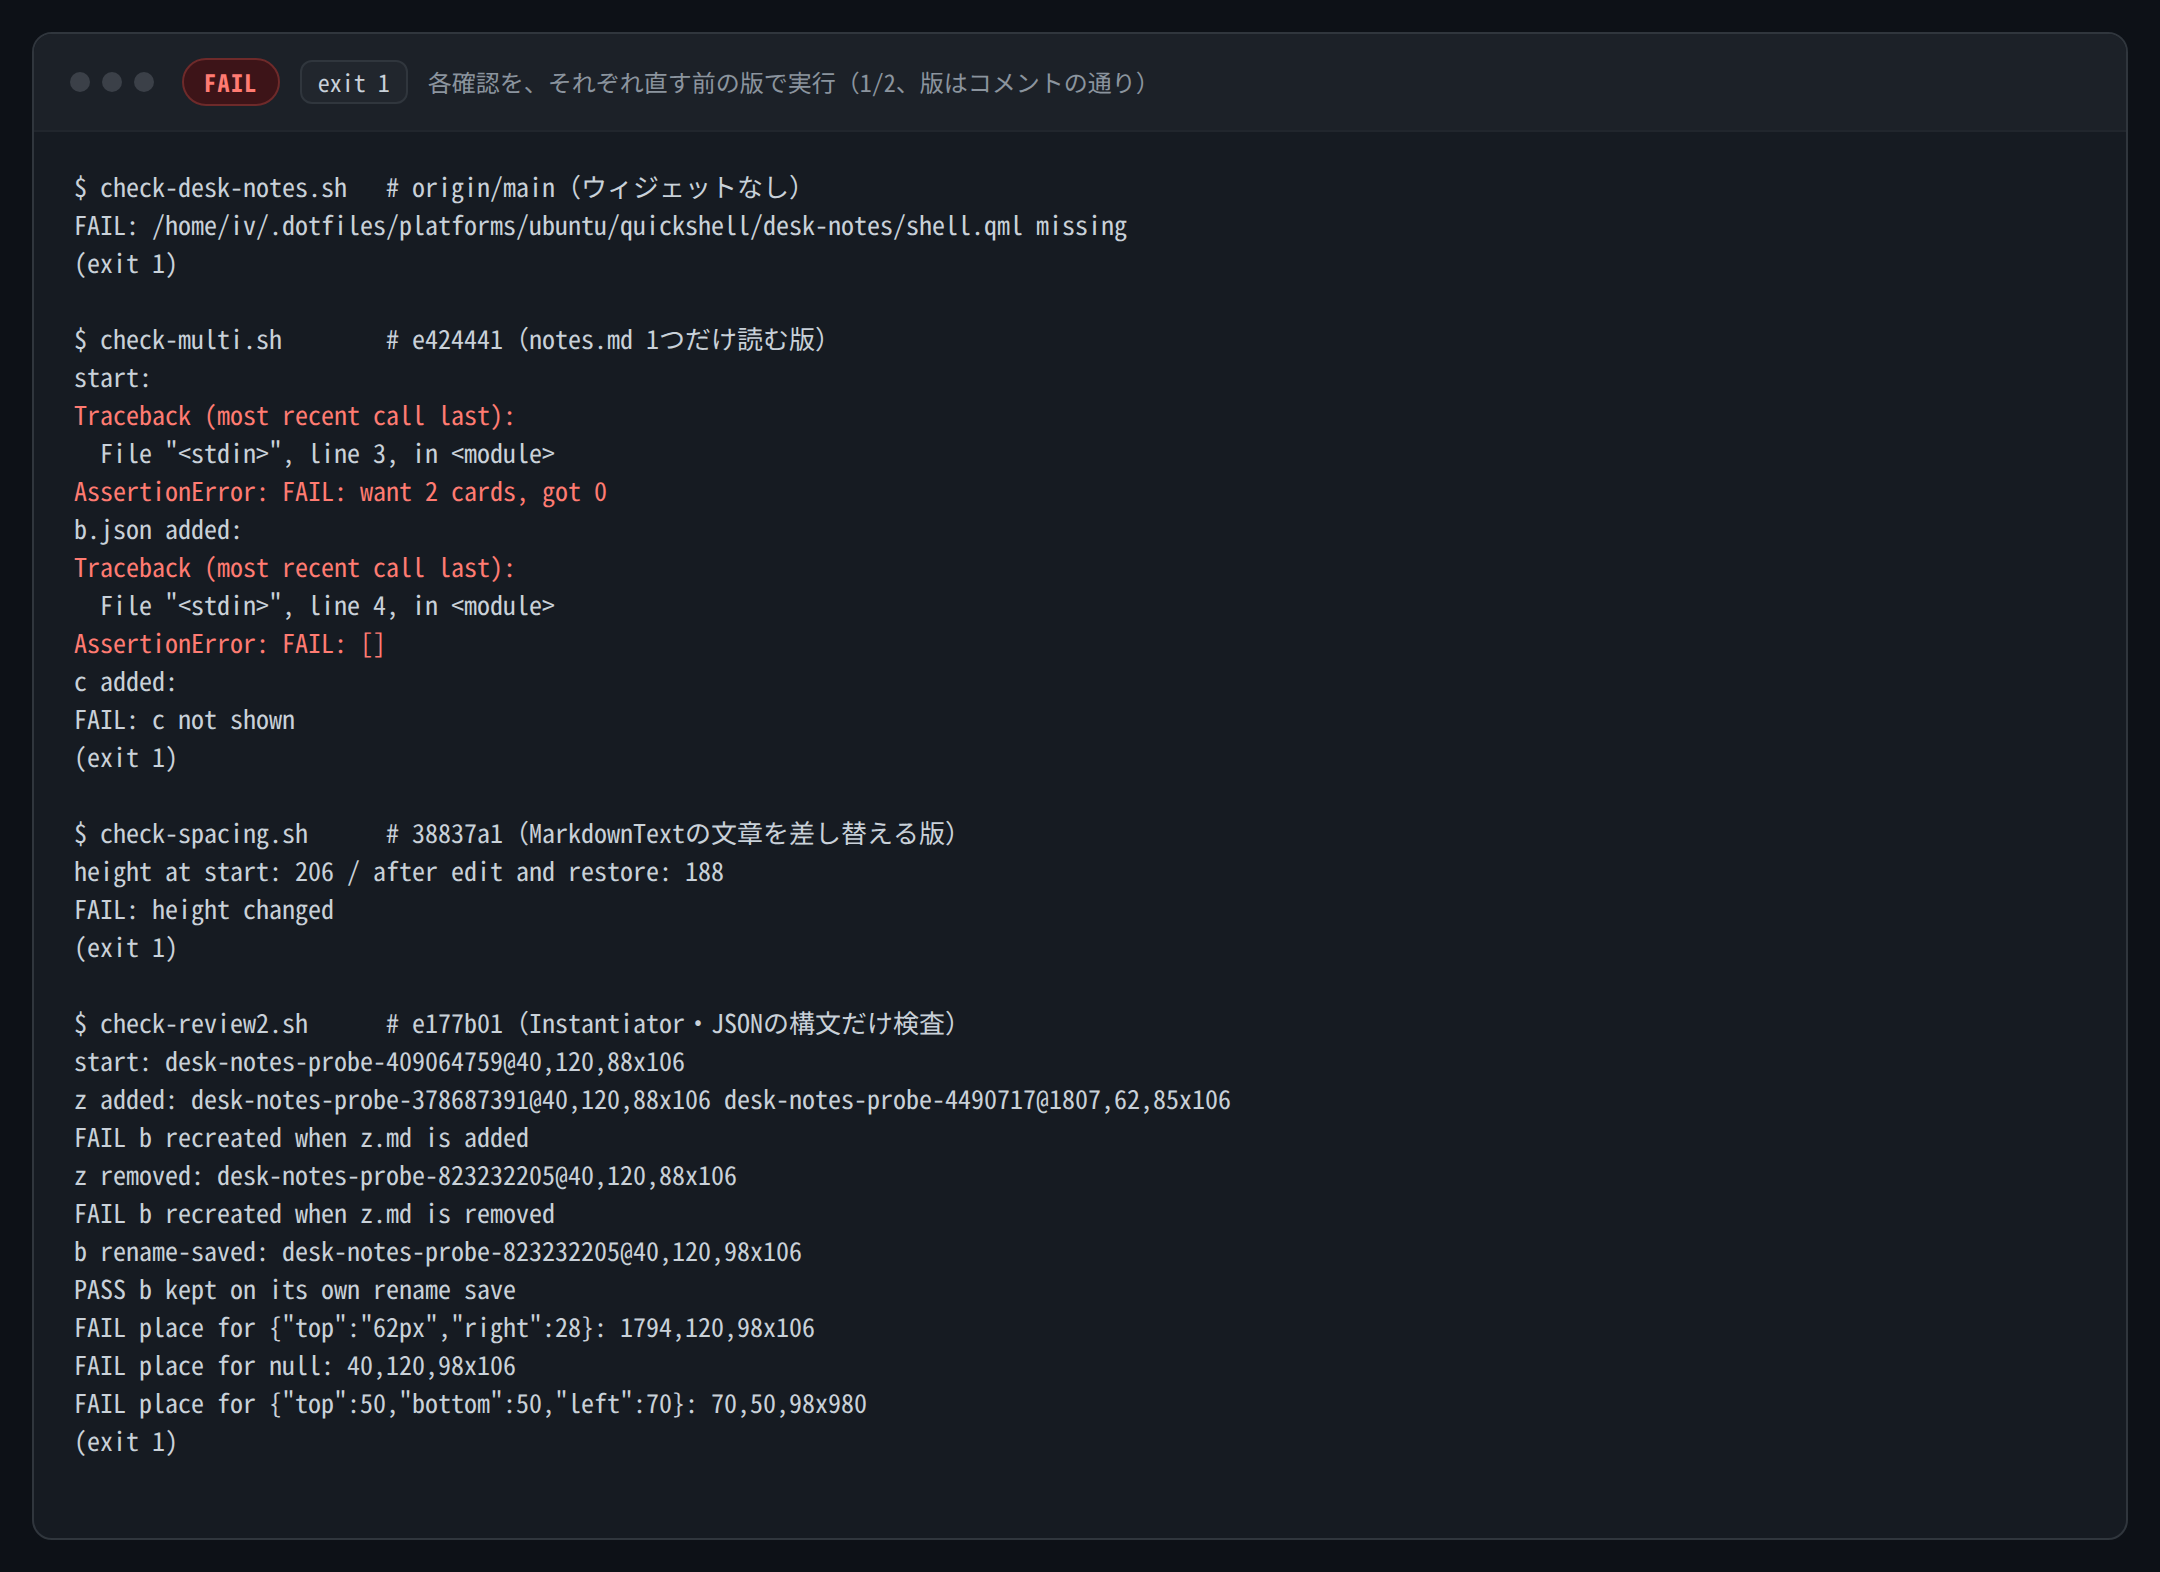 FAIL exit 1 各確認を、それぞれ直す前の版で実行（1/2、版はコメントの通り）
$ check-desk-notes.sh   # origin/main（ウィジェットなし）
FAIL: /home/iv/.dotfiles/platforms/ubuntu/quickshell/desk-notes/shell.qml missing
(exit 1)
$ check-multi.sh        # e424441（notes.md 1つだけ読む版）
start:
Traceback (most recent call last):
  File "<stdin>", line 3, in <module>
AssertionError: FAIL: want 2 cards, got 0
b.json added:
Traceback (most recent call last):
  File "<stdin>", line 4, in <module>
AssertionError: FAIL: []
c added:
FAIL: c not shown
(exit 1)
$ check-spacing.sh      # 38837a1（MarkdownTextの文章を差し替える版）
height at start: 206 / after edit and restore: 188
FAIL: height changed
(exit 1)
$ check-review2.sh      # e177b01（Instantiator・JSONの構文だけ検査）
start: desk-notes-probe-409064759@40,120,88x106
z added: desk-notes-probe-378687391@40,120,88x106 desk-notes-probe-4490717@1807,62,85x106
FAIL b recreated when z.md is added
z removed: desk-notes-probe-823232205@40,120,88x106
FAIL b recreated when z.md is removed
b rename-saved: desk-notes-probe-823232205@40,120,98x106
PASS b kept on its own rename save
FAIL place for {"top":"62px","right":28}: 1794,120,98x106
FAIL place for null: 40,120,98x106
FAIL place for {"top":50,"bottom":50,"left":70}: 70,50,98x980
(exit 1)